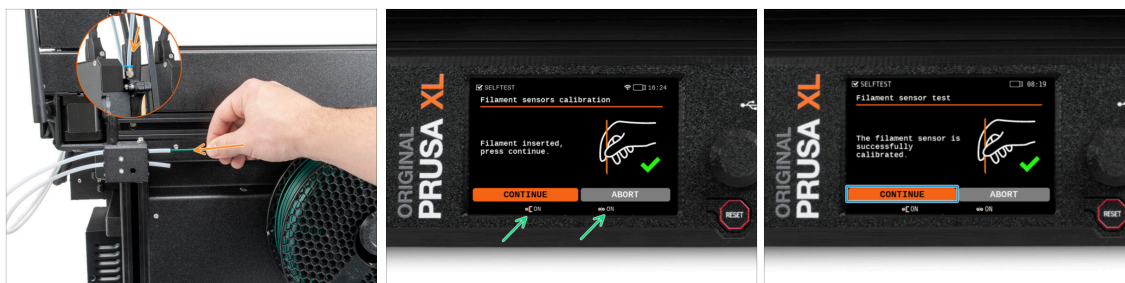 ORIGINAL
PRUSA XL
SELFTEST
16:24
Filament sensors calibration
Filament inserted,
press continue.
CONTINUE
ABORT
ON
ON
RESET
ORIGINAL
PRUSA XL
SELFTEST
08:19
Filament sensor test
The filament sensor is
successfully
calibrated.
CONTINUE
ABORT
ON
ON
RESET